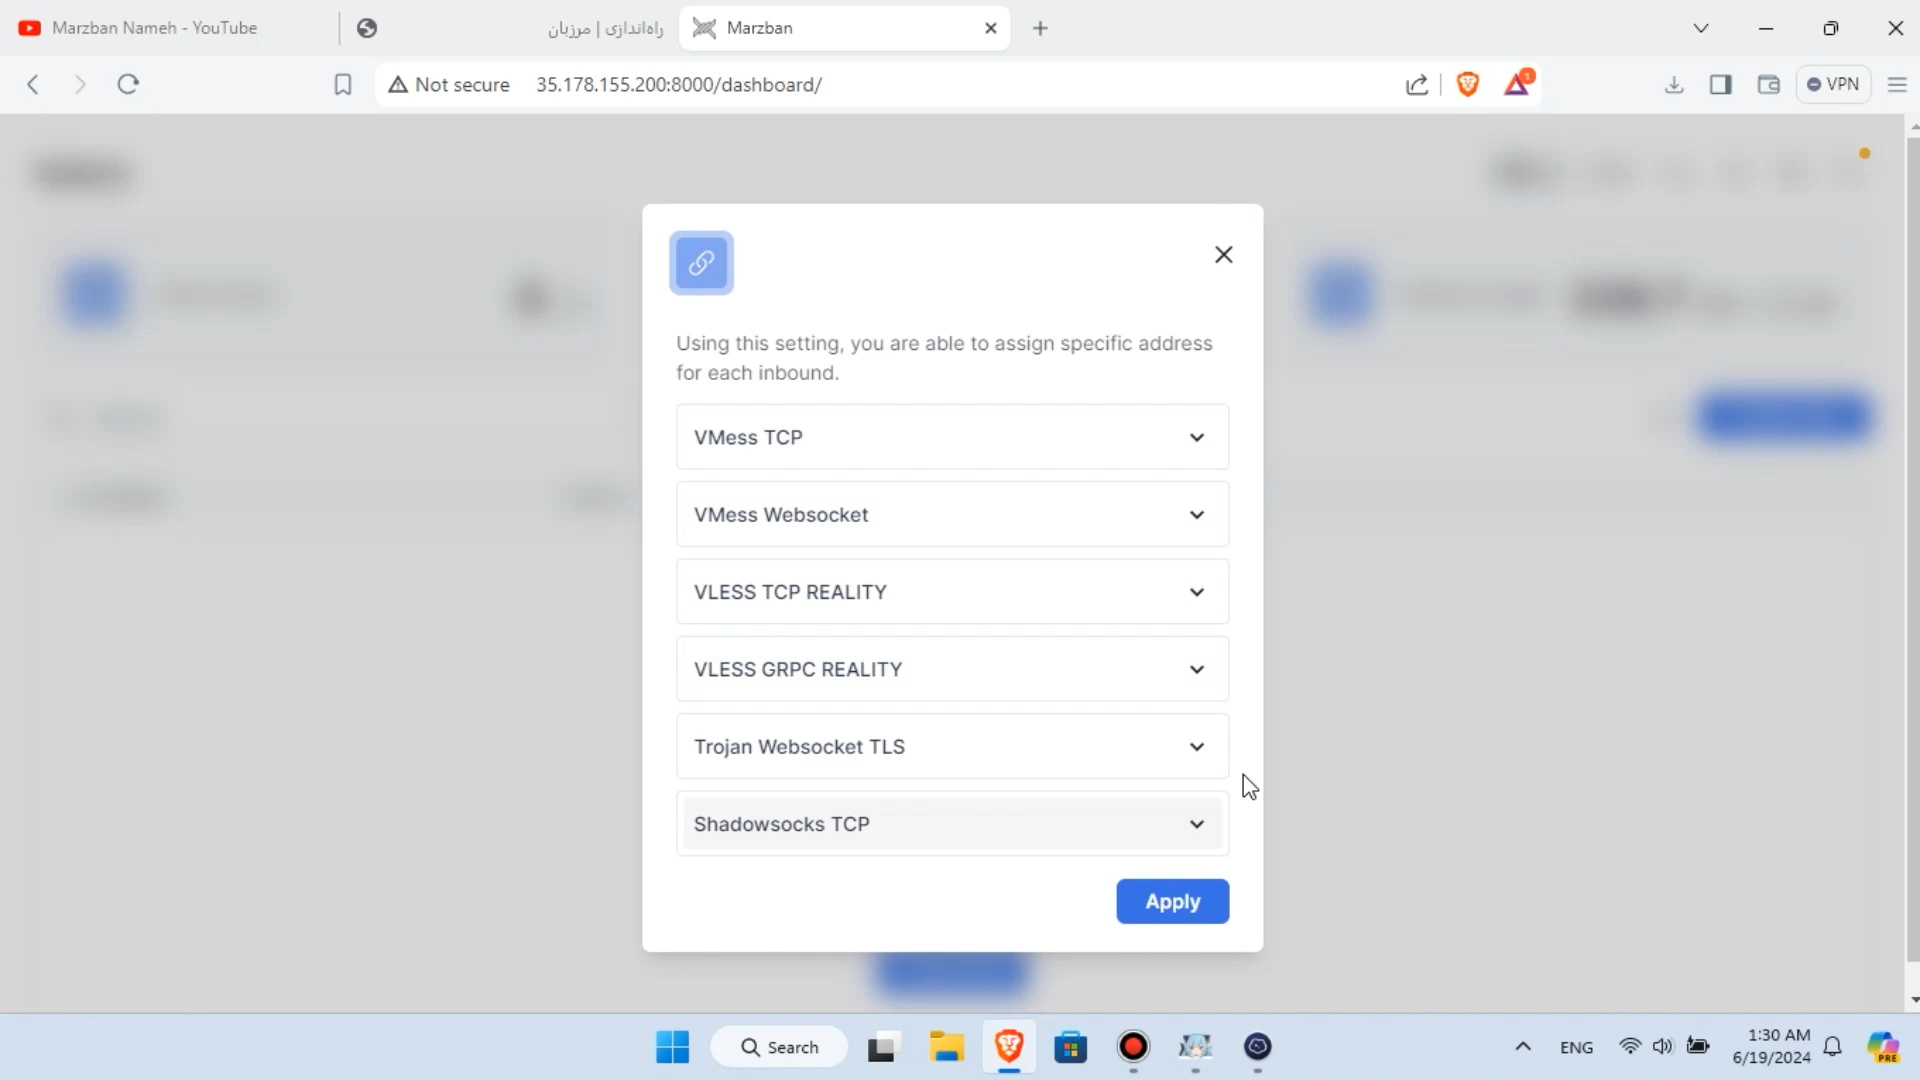 Marzban Nameh - YouTube
راه‌اندازی | مرزبان
Marzban
Not secure
35.178.155.200:8000/dashboard/
1
VPN
Using this setting, you are able to assign specific address
for each inbound.
VMess TCP
VMess Websocket
VLESS TCP REALITY
VLESS GRPC REALITY
Trojan Websocket TLS
Shadowsocks TCP
Apply
Search
ENG
1:30 AM
6/19/2024
PRE